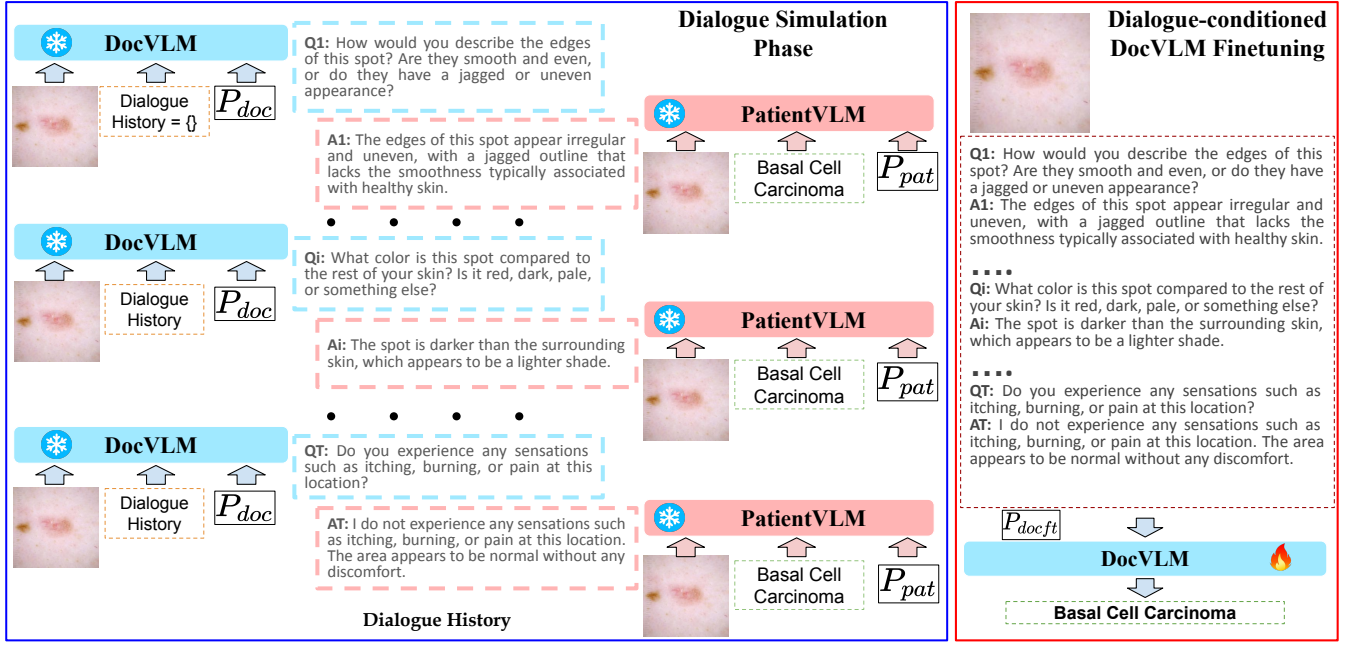 Dialogue Simulation
Phase
DocVLM
Dialogue
History = {}
P_doc
Q1: How would you describe the edges
of this spot? Are they smooth and even,
or do they have a jagged or uneven
appearance?
PatientVLM
Basal Cell
Carcinoma
P_pat
A1: The edges of this spot appear irregular
and uneven, with a jagged outline that
lacks the smoothness typically associated
with healthy skin.
• • • •
DocVLM
Dialogue
History
P_doc
Qi: What color is this spot compared to
the rest of your skin? Is it red, dark, pale,
or something else?
PatientVLM
Basal Cell
Carcinoma
P_pat
Ai: The spot is darker than the surrounding
skin, which appears to be a lighter shade.
• • • •
DocVLM
Dialogue
History
P_doc
QT: Do you experience any sensations
such as itching, burning, or pain at this
location?
PatientVLM
Basal Cell
Carcinoma
P_pat
AT: I do not experience any sensations such
as itching, burning, or pain at this location.
The area appears to be normal without any
discomfort.
Dialogue History
Dialogue-conditioned
DocVLM Finetuning
Q1: How would you describe the edges of this
spot? Are they smooth and even, or do they have
a jagged or uneven appearance?
A1: The edges of this spot appear irregular and
uneven, with a jagged outline that lacks the
smoothness typically associated with healthy skin.
....
Qi: What color is this spot compared to the rest of
your skin? Is it red, dark, pale, or something else?
Ai: The spot is darker than the surrounding skin,
which appears to be a lighter shade.
....
QT: Do you experience any sensations such as
itching, burning, or pain at this location?
AT: I do not experience any sensations such as
itching, burning, or pain at this location. The area
appears to be normal without any discomfort.
P_docft
DocVLM
Basal Cell Carcinoma